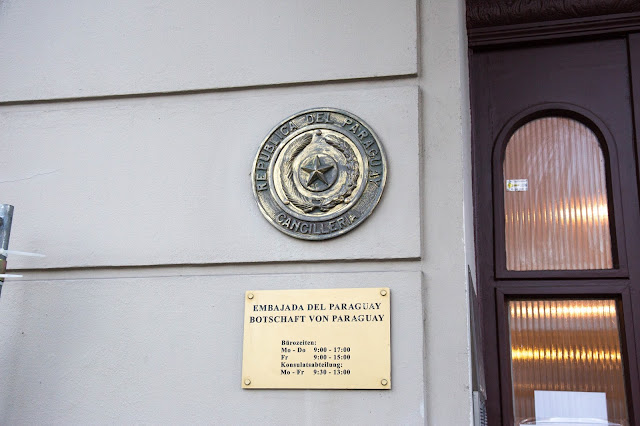 REPUBLICA DEL PARAGUAY
CANCILLERIA
EMBAJADA DEL PARAGUAY
BOTSCHAFT VON PARAGUAY
Bürozeiten:
Mo - Do 9:00 - 17:00
Fr 9:00 - 15:00
Konsulatsabteilung:
Mo - Fr 9:30 - 13:00